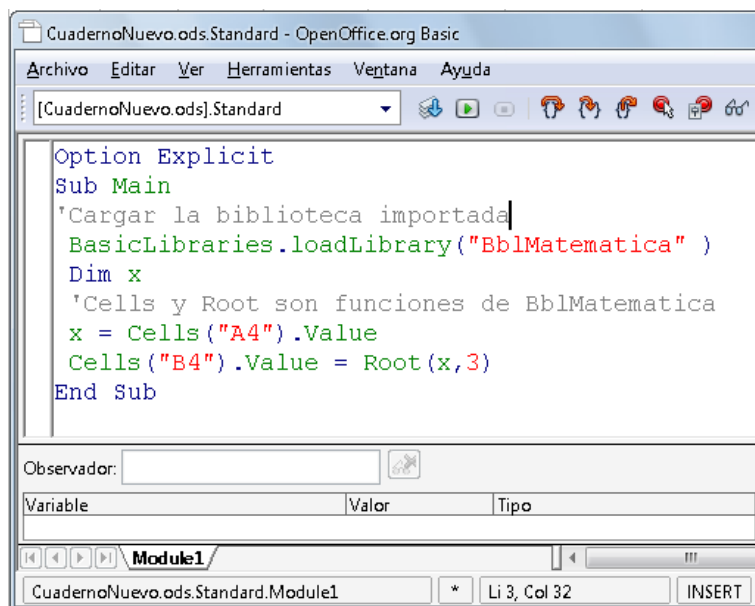 CuadernoNuevo.ods.Standard - OpenOffice.org Basic
Archivo Editar Ver Herramientas Ventana Ayuda
[CuadernoNuevo.ods].Standard
Option Explicit
Sub Main
'Cargar la biblioteca importada
BasicLibraries.loadLibrary("BblMatematica" )
Dim x
'Cells y Root son funciones de BblMatematica
x = Cells("A4").Value
Cells("B4").Value = Root(x,3)
End Sub
Observador:
Variable Valor Tipo
Module1
CuadernoNuevo.ods.Standard.Module1 * Li 3, Col 32 INSERT